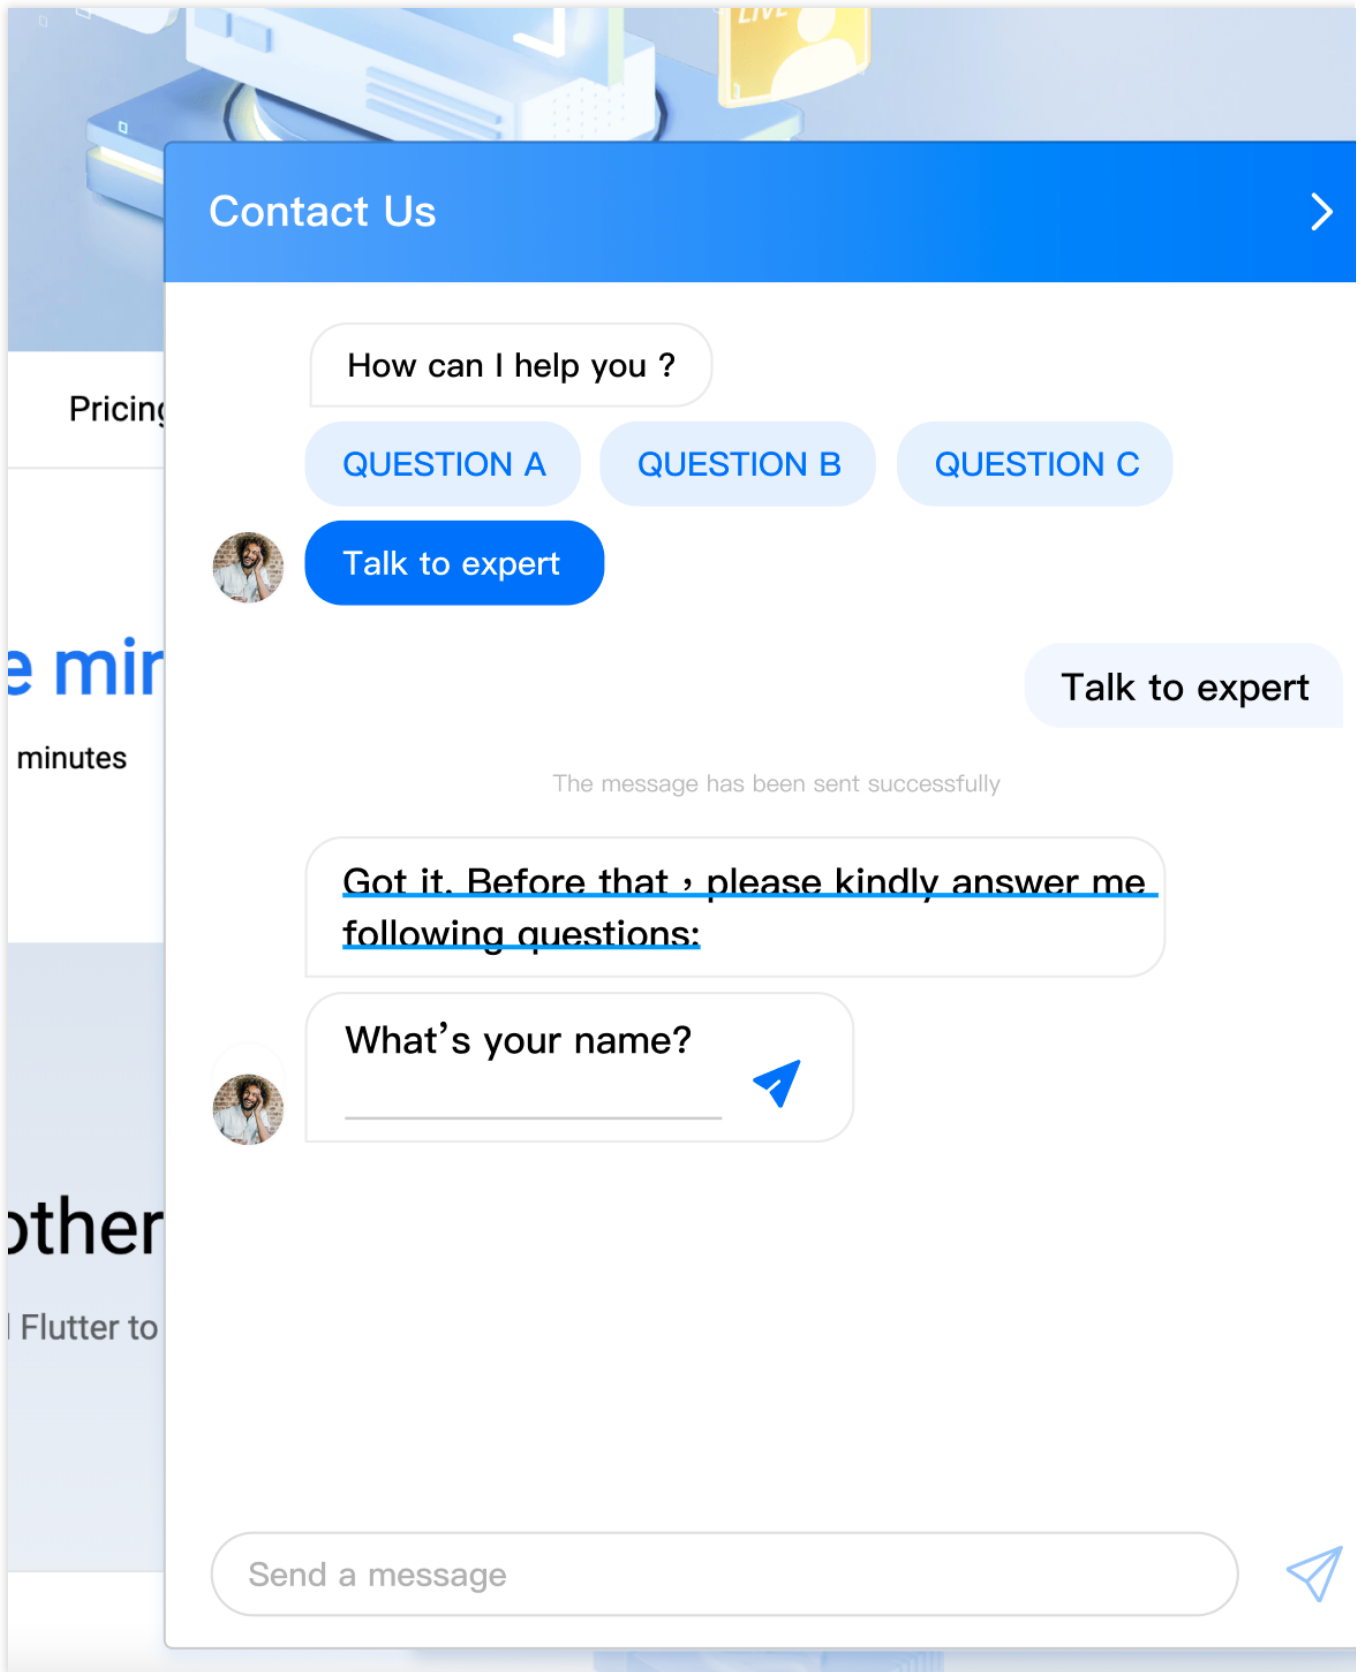 LIVE
Contact Us
How can I help you ?
Pricing
QUESTION A QUESTION B QUESTION C
Talk to expert
e mir
Talk to expert
minutes
The message has been sent successfully
Got it. Before that，please kindly answer me
following questions:
What’s your name?
other
Flutter to
Send a message